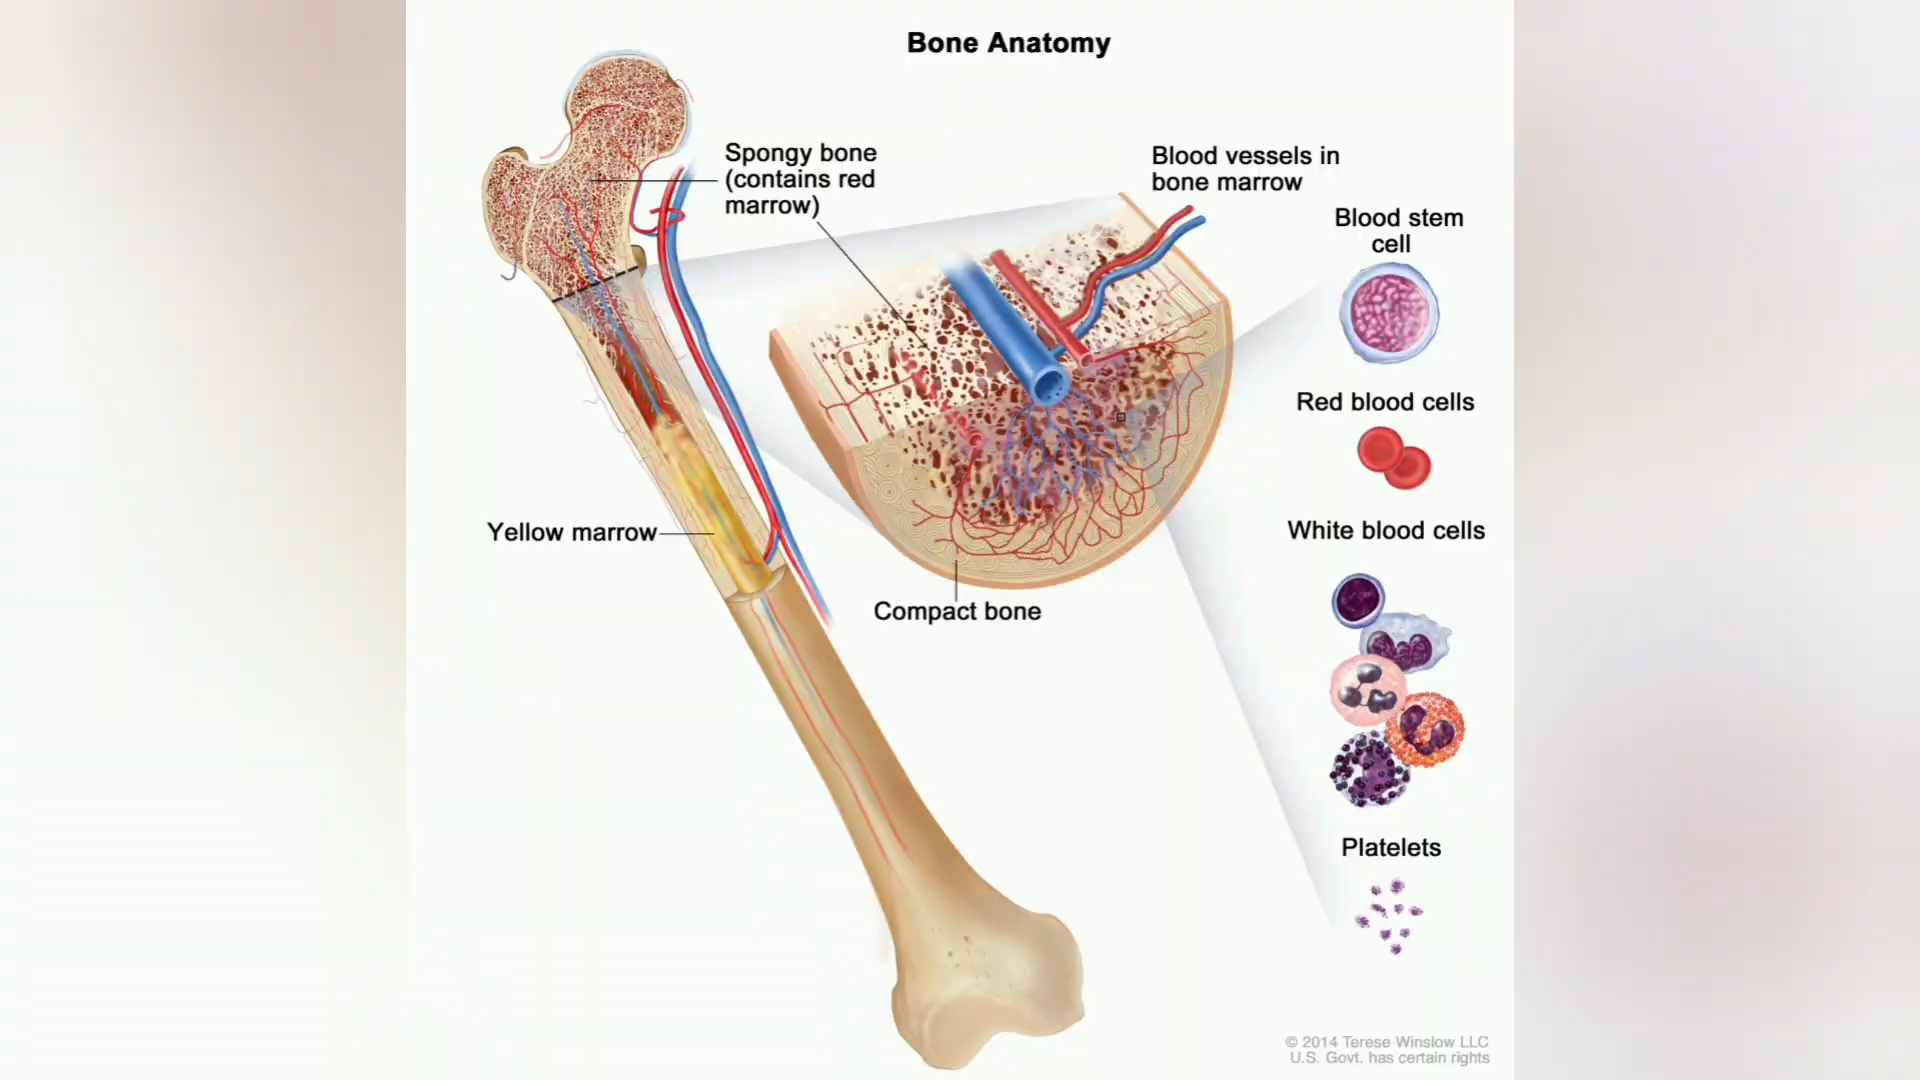 Bone Anatomy
Spongy bone
(contains red
marrow)
Blood vessels in
bone marrow
Blood stem
cell
Red blood cells
White blood cells
Yellow marrow
Compact bone
Platelets
© 2014 Terese Winslow LLC
U.S. Govt. has certain rights